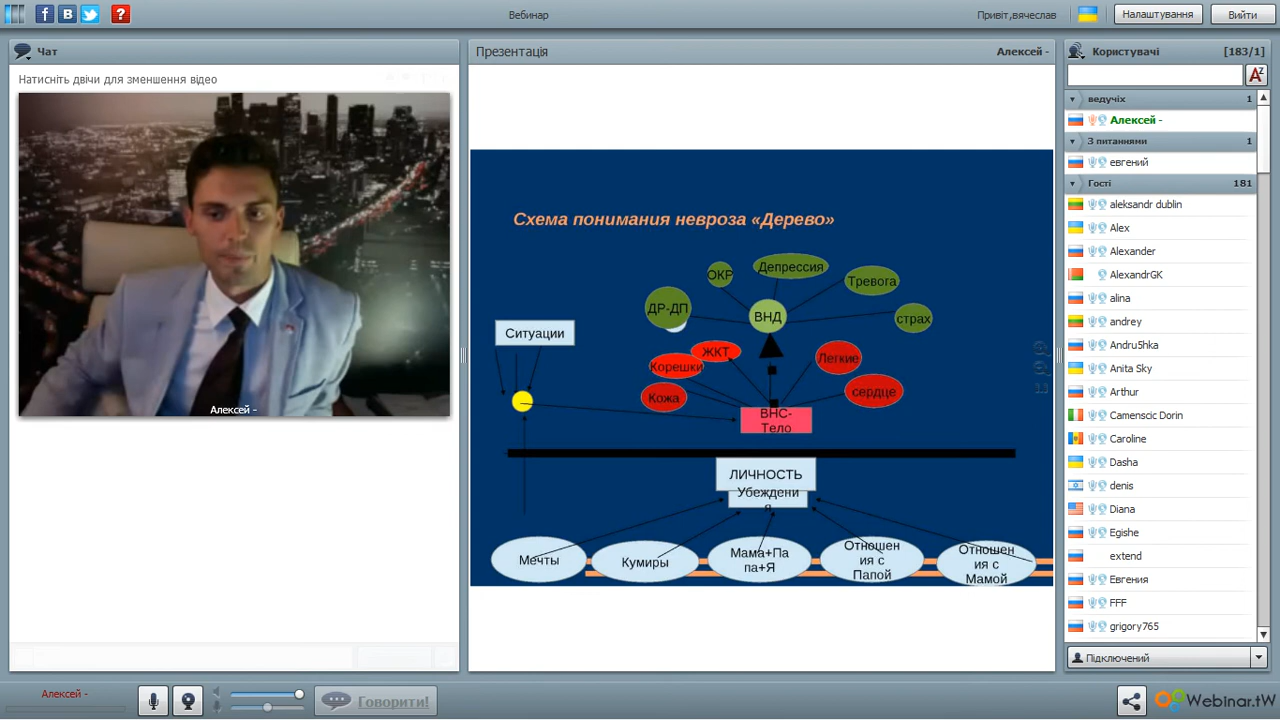 Вебинар
Привіт,вячеслав
Налаштування
Вийти
Чат
Натисніть двічи для зменшення відео
Алексей -
Презентація
Алексей -
Схема понимания невроза «Дерево»
ОКР
Депрессия
Тревога
ДР-ДП
ВНД
страх
Ситуации
ЖКТ
Корешки
Легкие
Кожа
сердце
ВНС-
Тело
ЛИЧНОСТЬ
Убеждени
я
Мечты
Кумиры
Мама+Па
па+Я
Отношен
ия с
Папой
Отношен
ия с
Мамой
Користувачі
[183/1]
ведучіх 1
Алексей -
З питаннями 1
евгений
Гості 181
aleksandr dublin
Alex
Alexander
AlexandrGK
alina
andrey
Andru5hka
Anita Sky
Arthur
Camenscic Dorin
Caroline
Dasha
denis
Diana
Egishe
extend
Евгения
FFF
grigory765
Підключений
Алексей -
Говорити!
Webinar.tW